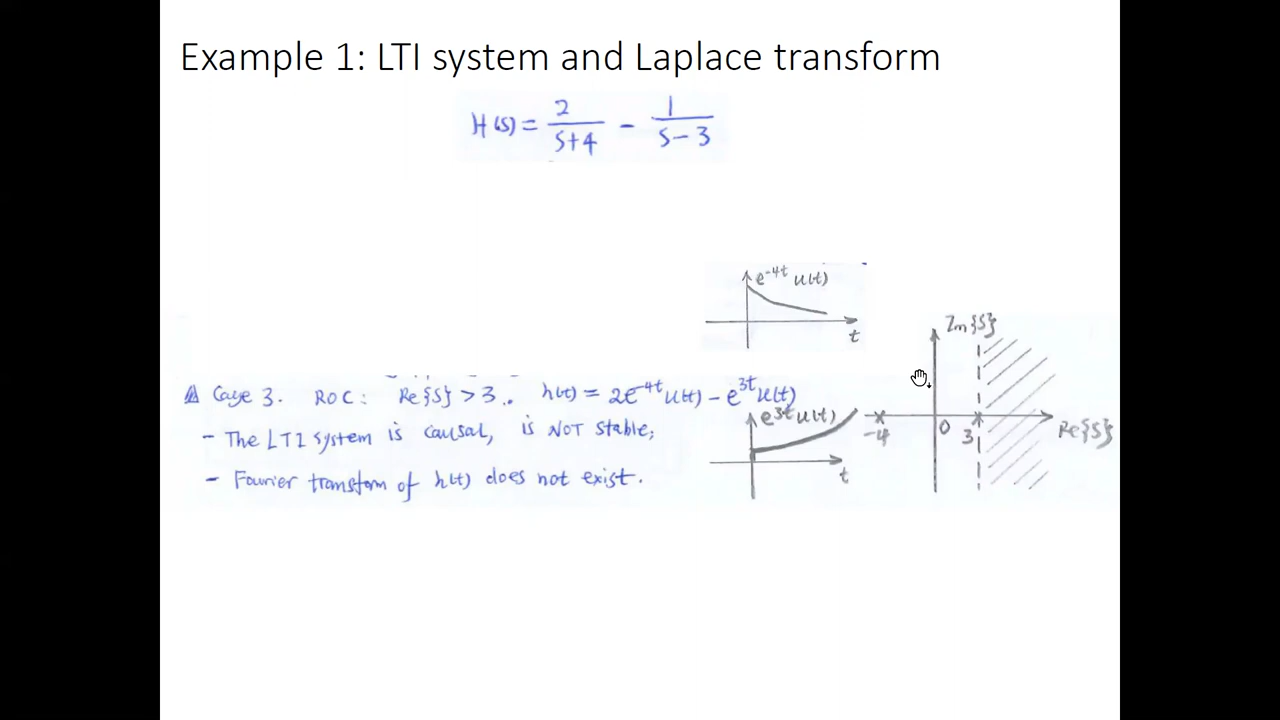 Example 1: LTI system and Laplace transform
H(s) = 2/(s+4) - 1/(s-3)
e^-4t u(t)
t
Case 3. ROC: Re{s} > 3. h(t) = 2e^-4t u(t) - e^3t u(t)
- The LTI system is causal, is NOT stable;
- Fourier transform of h(t) does not exist.
e^3t u(t)
t
Im{s}
-4 0 3 Re{s}